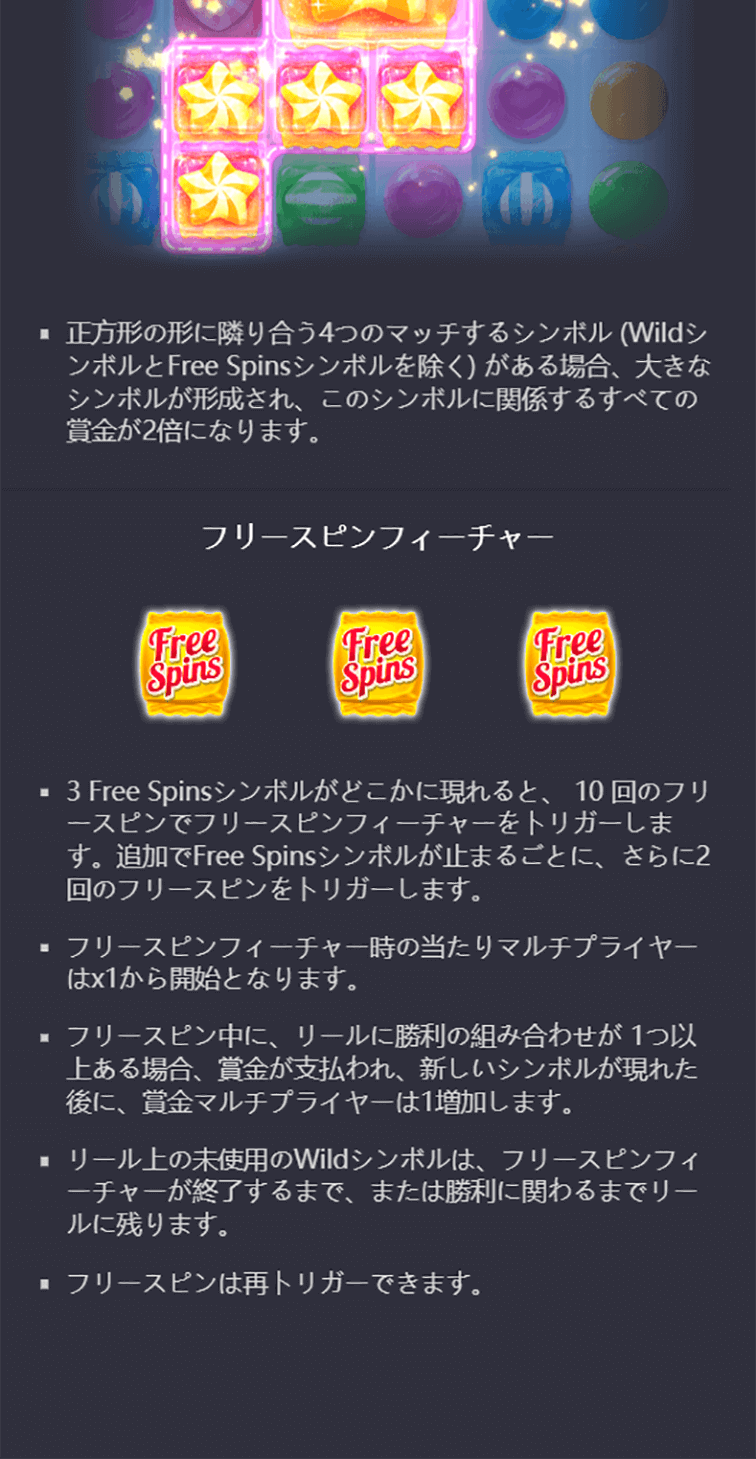 ▪ 正方形の形に隣り合う4つのマッチするシンボル (Wildシ
ンボルとFree Spinsシンボルを除く) がある場合、大きな
シンボルが形成され、このシンボルに関係するすべての
賞金が2倍になります。
フリースピンフィーチャー
Free Spins
Free Spins
Free Spins
▪ 3 Free Spinsシンボルがどこかに現れると、 10 回のフリ
ースピンでフリースピンフィーチャーをトリガーしま
す。追加でFree Spinsシンボルが止まるごとに、さらに2
回のフリースピンをトリガーします。
▪ フリースピンフィーチャー時の当たりマルチプライヤー
はx1から開始となります。
▪ フリースピン中に、リールに勝利の組み合わせが 1つ以
上ある場合、賞金が支払われ、新しいシンボルが現れた
後に、賞金マルチプライヤーは1増加します。
▪ リール上の未使用のWildシンボルは、フリースピンフィ
ーチャーが終了するまで、または勝利に関わるまでリー
ルに残ります。
▪ フリースピンは再トリガーできます。